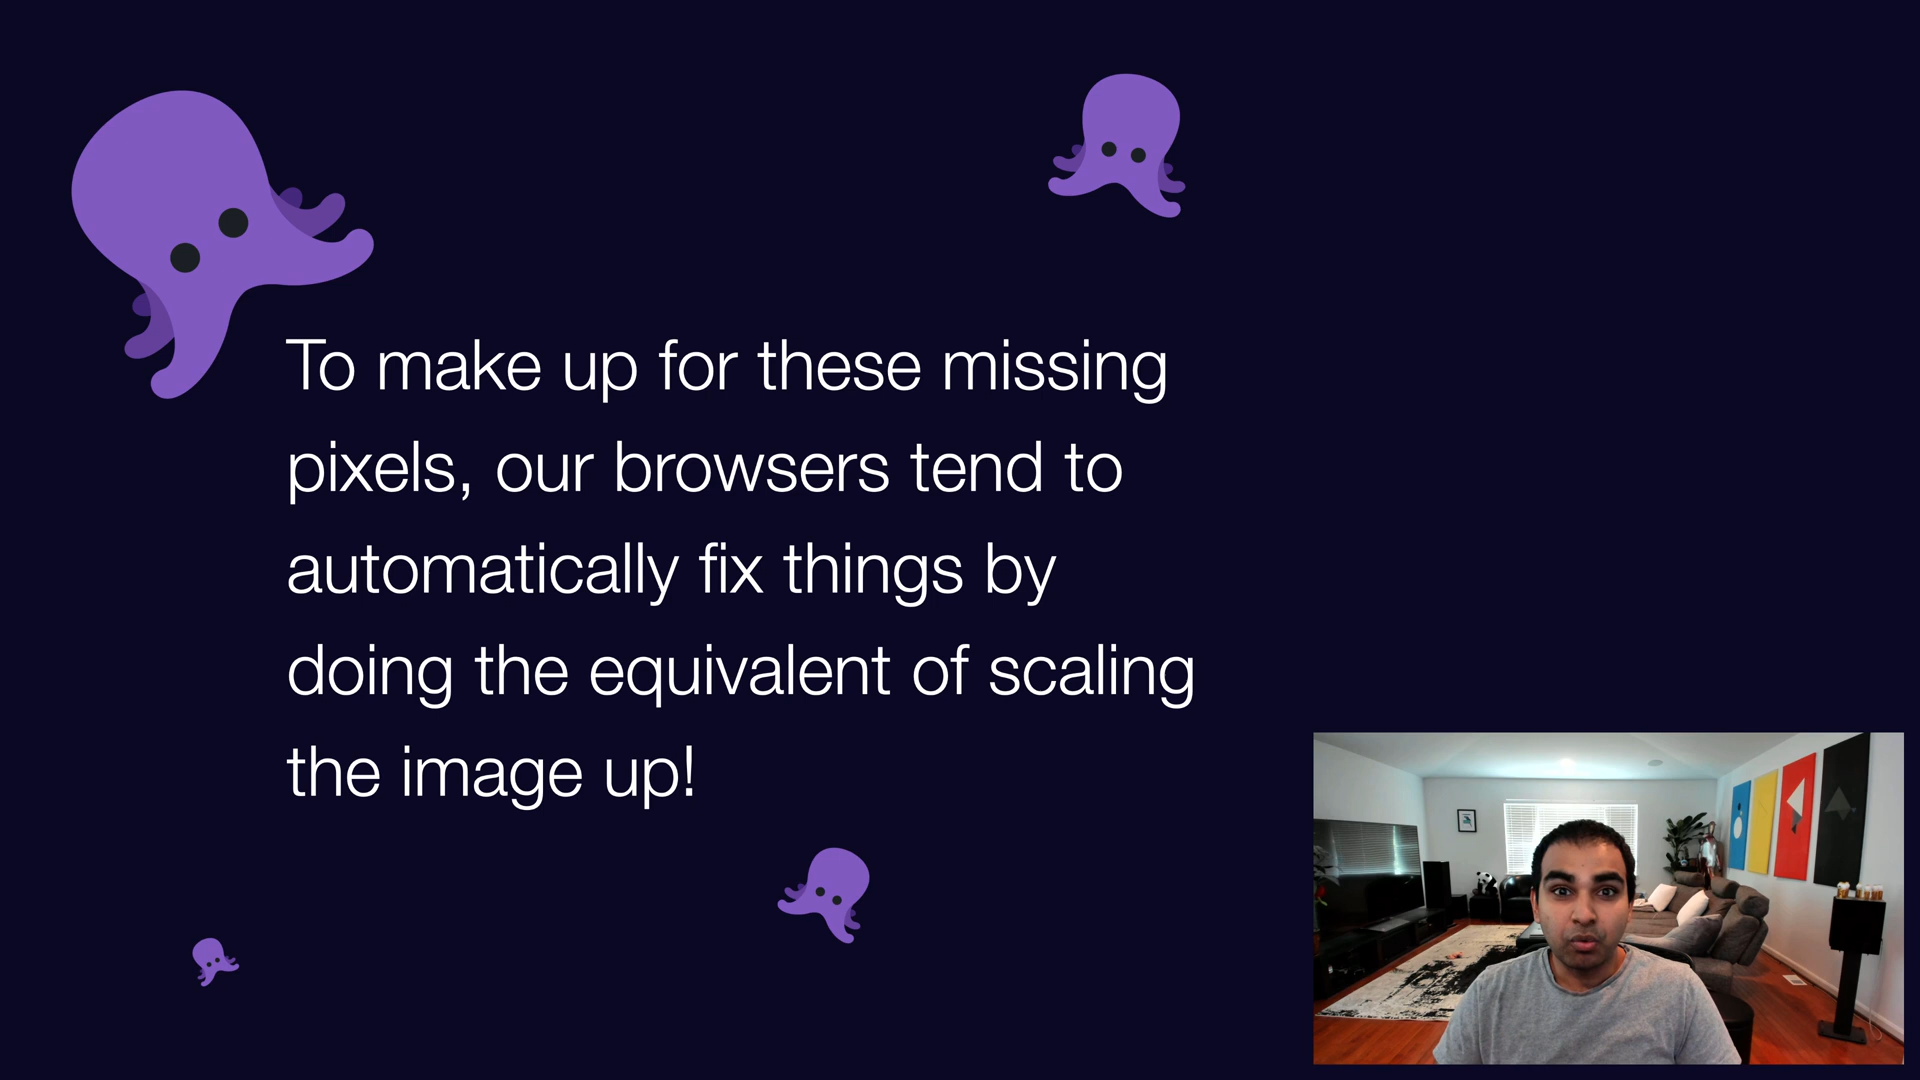 To make up for these missing
pixels, our browsers tend to
automatically fix things by
doing the equivalent of scaling
the image up!